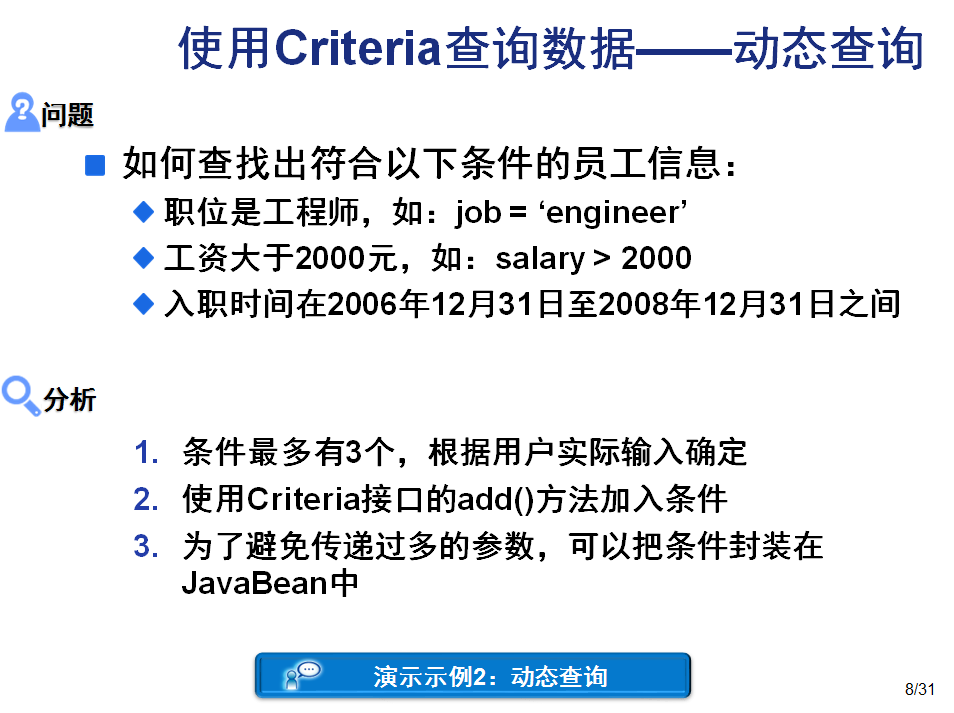 使用Criteria查询数据——动态查询
问题
如何查找出符合以下条件的员工信息：
职位是工程师，如：job = ‘engineer’
工资大于2000元，如：salary > 2000
入职时间在2006年12月31日至2008年12月31日之间
分析
1. 条件最多有3个，根据用户实际输入确定
2. 使用Criteria接口的add()方法加入条件
3. 为了避免传递过多的参数，可以把条件封装在
JavaBean中
演示示例2：动态查询
8/31